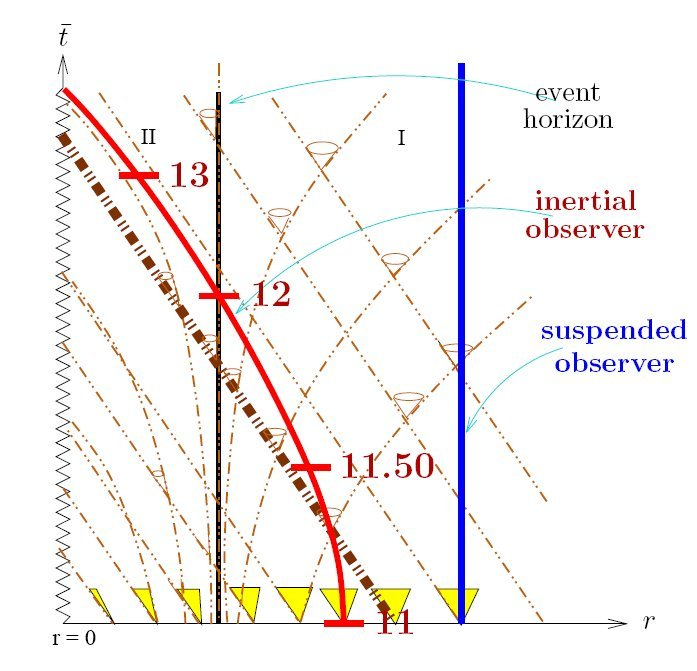 t̄
event
horizon
II
I
13
inertial
observer
12
suspended
observer
11.50
11
r
r = 0